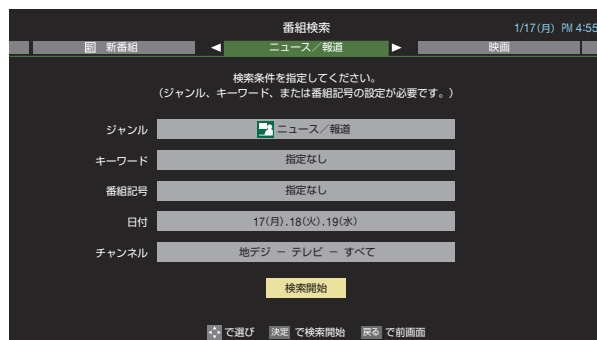 番組検索 1/17(月) PM 4:55
新 新番組 ◀ ニュース／報道 ▶ 映画
検索条件を指定してください。
(ジャンル、キーワード、または番組記号の設定が必要です。)
ジャンル ニュース／報道
キーワード 指定なし
番組記号 指定なし
日付 17(月).18(火).19(水)
チャンネル 地デジ － テレビ － すべて
検索開始
で選び 決定 で検索開始 戻る で前画面